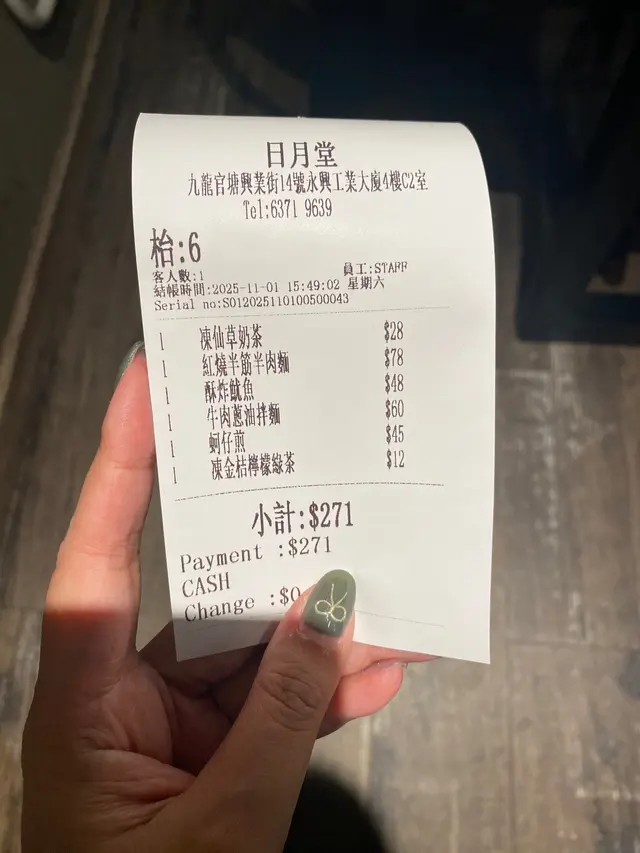 日月堂
九龍官塘興業街14號永興工業大廈4樓C2室
Tel:6371 9639
枱:6
客人數:1 員工:STAFF
結帳時間:2025-11-01 15:49:02 星期六
Serial no:S012025110100500043
1 凍仙草奶茶 $28
1 紅燒半筋半肉麵 $78
1 酥炸魷魚 $48
1 牛肉蔥油拌麵 $60
1 蚵仔煎 $45
1 凍金桔檸檬綠茶 $12
小計:$271
Payment :$271
CASH
Change :$0